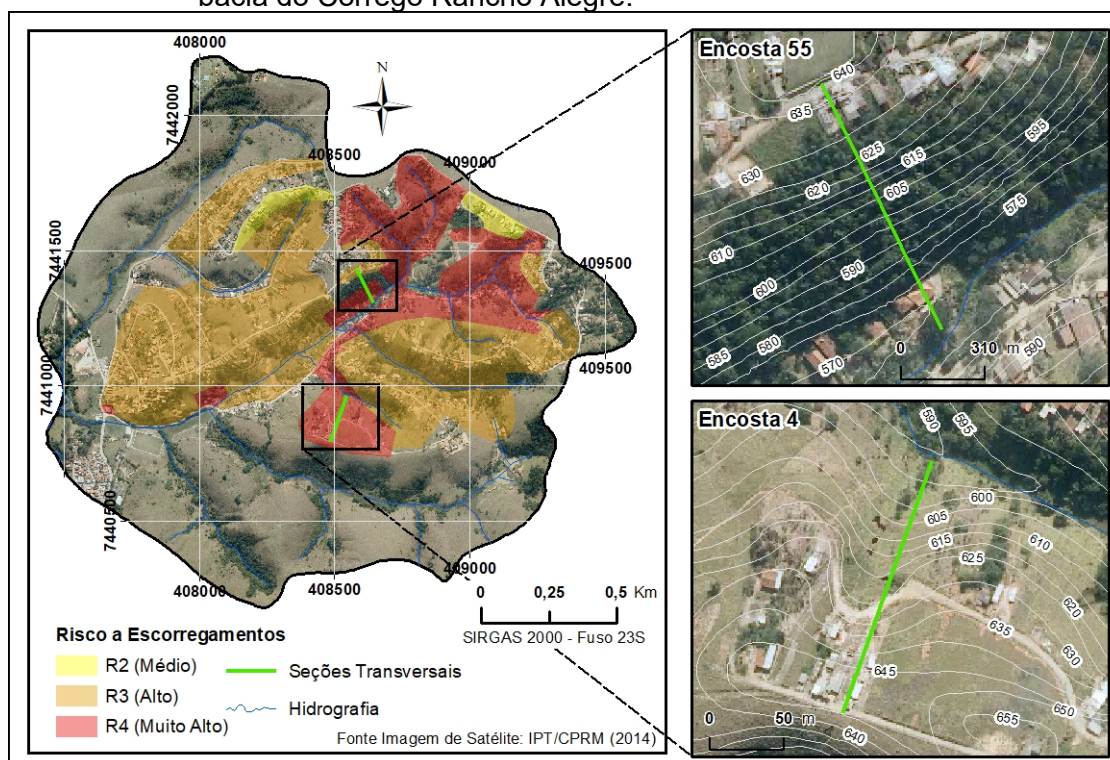 bacia do Córrego Rancho Alegre.
408000
7442000
N
408500
409000
7441500
409500
7441000
409500
7440500
409000
408000
408500
0 0,25 0,5 Km
SIRGAS 2000 - Fuso 23S
Risco a Escorregamentos
R2 (Médio)
R3 (Alto)
R4 (Muito Alto)
Seções Transversais
Hidrografia
Fonte Imagem de Satélite: IPT/CPRM (2014)
Encosta 55
640
635
595
625
615
630
620
605
575
610
590
600
585
580
570
590
0 310 m
Encosta 4
590
595
600
605
610
615
625
620
635
630
645
650
655
640
0 50 m